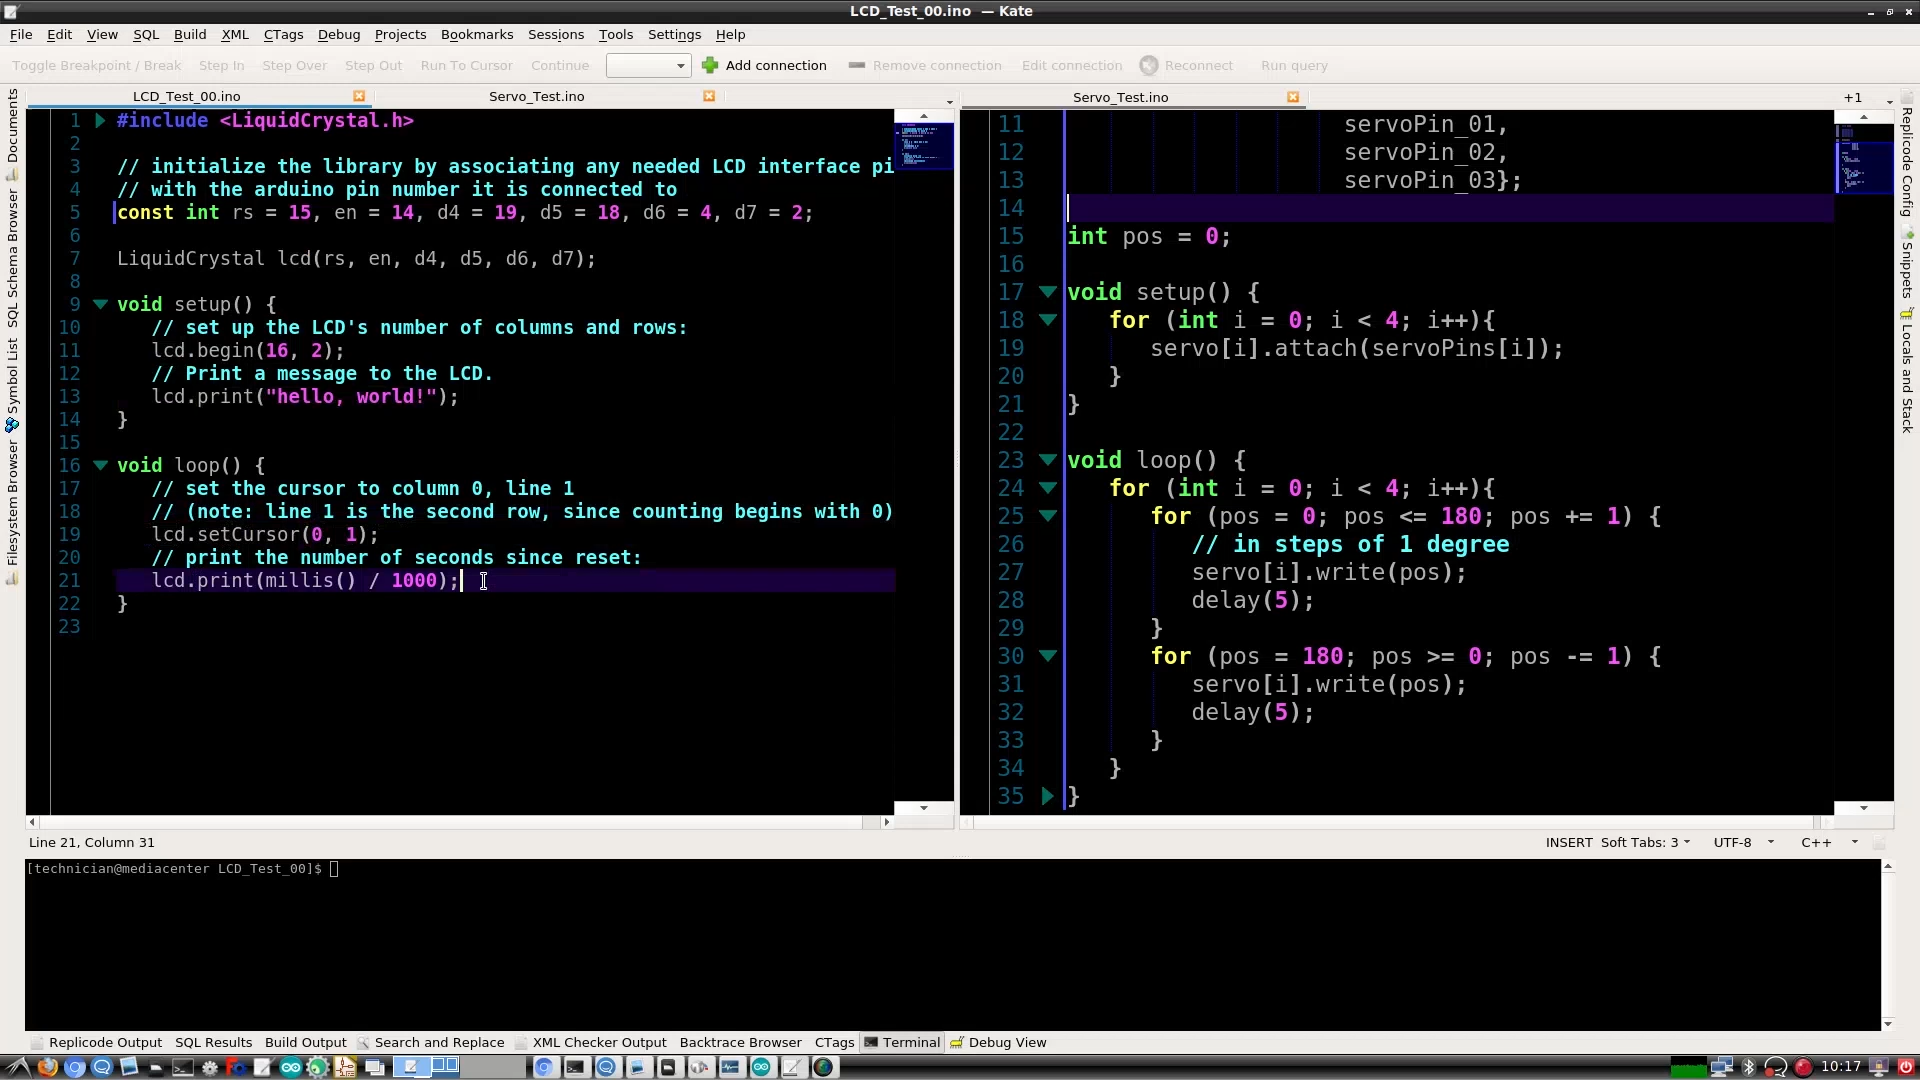 LCD_Test_00.ino — Kate
File Edit View SQL Build XML CTags Debug Projects Bookmarks Sessions Tools Settings Help
Toggle Breakpoint / Break Step In Step Over Step Out Run To Cursor Continue Add connection Remove connection Edit connection Reconnect Run query
LCD_Test_00.ino Servo_Test.ino
Documents
SQL Schema Browser
Symbol List
Filesystem Browser
1 #include <LiquidCrystal.h>
2
3 // initialize the library by associating any needed LCD interface pi
4 // with the arduino pin number it is connected to
5 const int rs = 15, en = 14, d4 = 19, d5 = 18, d6 = 4, d7 = 2;
6
7 LiquidCrystal lcd(rs, en, d4, d5, d6, d7);
8
9 void setup() {
10 // set up the LCD's number of columns and rows:
11 lcd.begin(16, 2);
12 // Print a message to the LCD.
13 lcd.print("hello, world!");
14 }
15
16 void loop() {
17 // set the cursor to column 0, line 1
18 // (note: line 1 is the second row, since counting begins with 0)
19 lcd.setCursor(0, 1);
20 // print the number of seconds since reset:
21 lcd.print(millis() / 1000);
22 }
23
Servo_Test.ino +1
11 servoPin_01,
12 servoPin_02,
13 servoPin_03};
14
15 int pos = 0;
16
17 void setup() {
18 for (int i = 0; i < 4; i++){
19 servo[i].attach(servoPins[i]);
20 }
21 }
22
23 void loop() {
24 for (int i = 0; i < 4; i++){
25 for (pos = 0; pos <= 180; pos += 1) {
26 // in steps of 1 degree
27 servo[i].write(pos);
28 delay(5);
29 }
30 for (pos = 180; pos >= 0; pos -= 1) {
31 servo[i].write(pos);
32 delay(5);
33 }
34 }
35 }
Replicode Config
Snippets
Locals and Stack
Line 21, Column 31 INSERT Soft Tabs: 3 UTF-8 C++
[technician@mediacenter LCD_Test_00]$
Replicode Output SQL Results Build Output Search and Replace XML Checker Output Backtrace Browser CTags Terminal Debug View
10:17